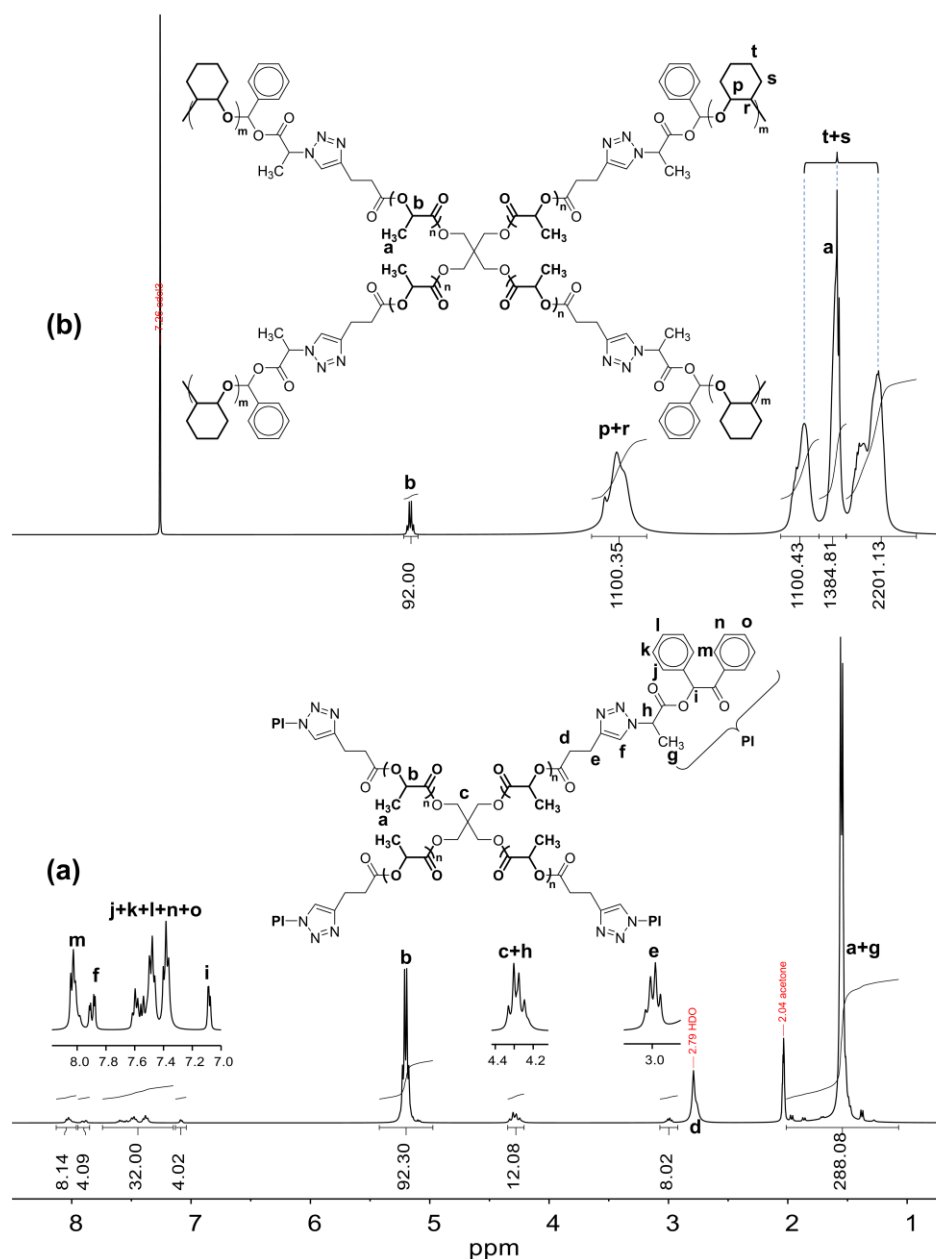 t
s
p
r
O
m
O
O
N=N
N
H₃C
a
b
n
t+s
a
7.26 cdcl3
(b)
p+r
b
92.00
1100.35
1100.43
1384.81
2201.13
l
n
o
k
m
j
i
h
PI
d
e
f
CH₃
g
b
c
H₃C
a
n
(a)
j+k+l+n+o
m
f
i
8.0 7.8 7.6 7.4 7.2 7.0
b
c+h
4.4 4.2
e
3.0
2.79 HDO
d
2.04 acetone
a+g
8.14
4.09
32.00
4.02
92.30
12.08
8.02
288.08
8 7 6 5 4 3 2 1
ppm